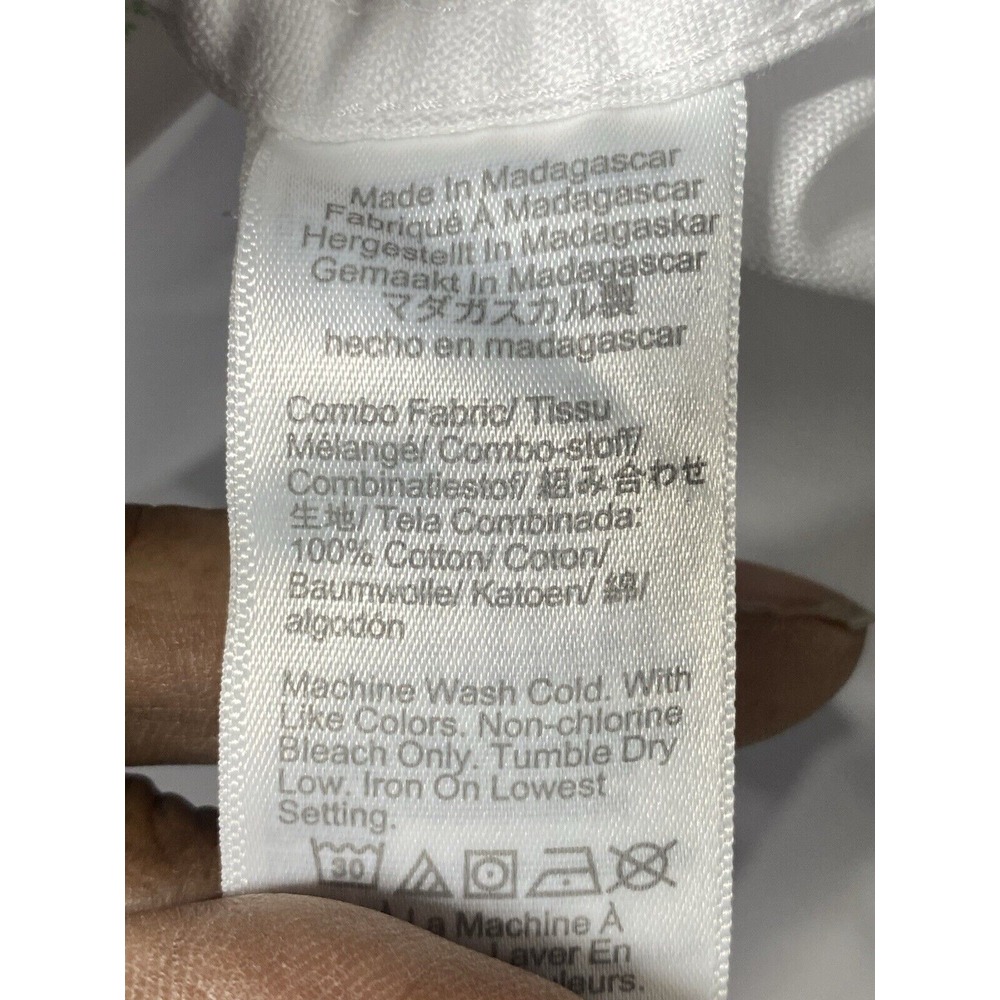 Made In Madagascar
Fabriqué À Madagascar
Hergestellt In Madagaskar
Gemaakt In Madagascar
マダガスカル製
hecho en madagascar
Combo Fabric/ Tissu
Mélangé/ Combo-stoff/
Combinatiestof/ 組み合わせ
生地/ Tela Combinada:
100% Cotton/ Coton/
Baumwolle/ Katoen/ 綿/
algodón
Machine Wash Cold. With
Like Colors. Non-chlorine
Bleach Only. Tumble Dry
Low. Iron On Lowest
Setting.
30
La Machine À
Laver En